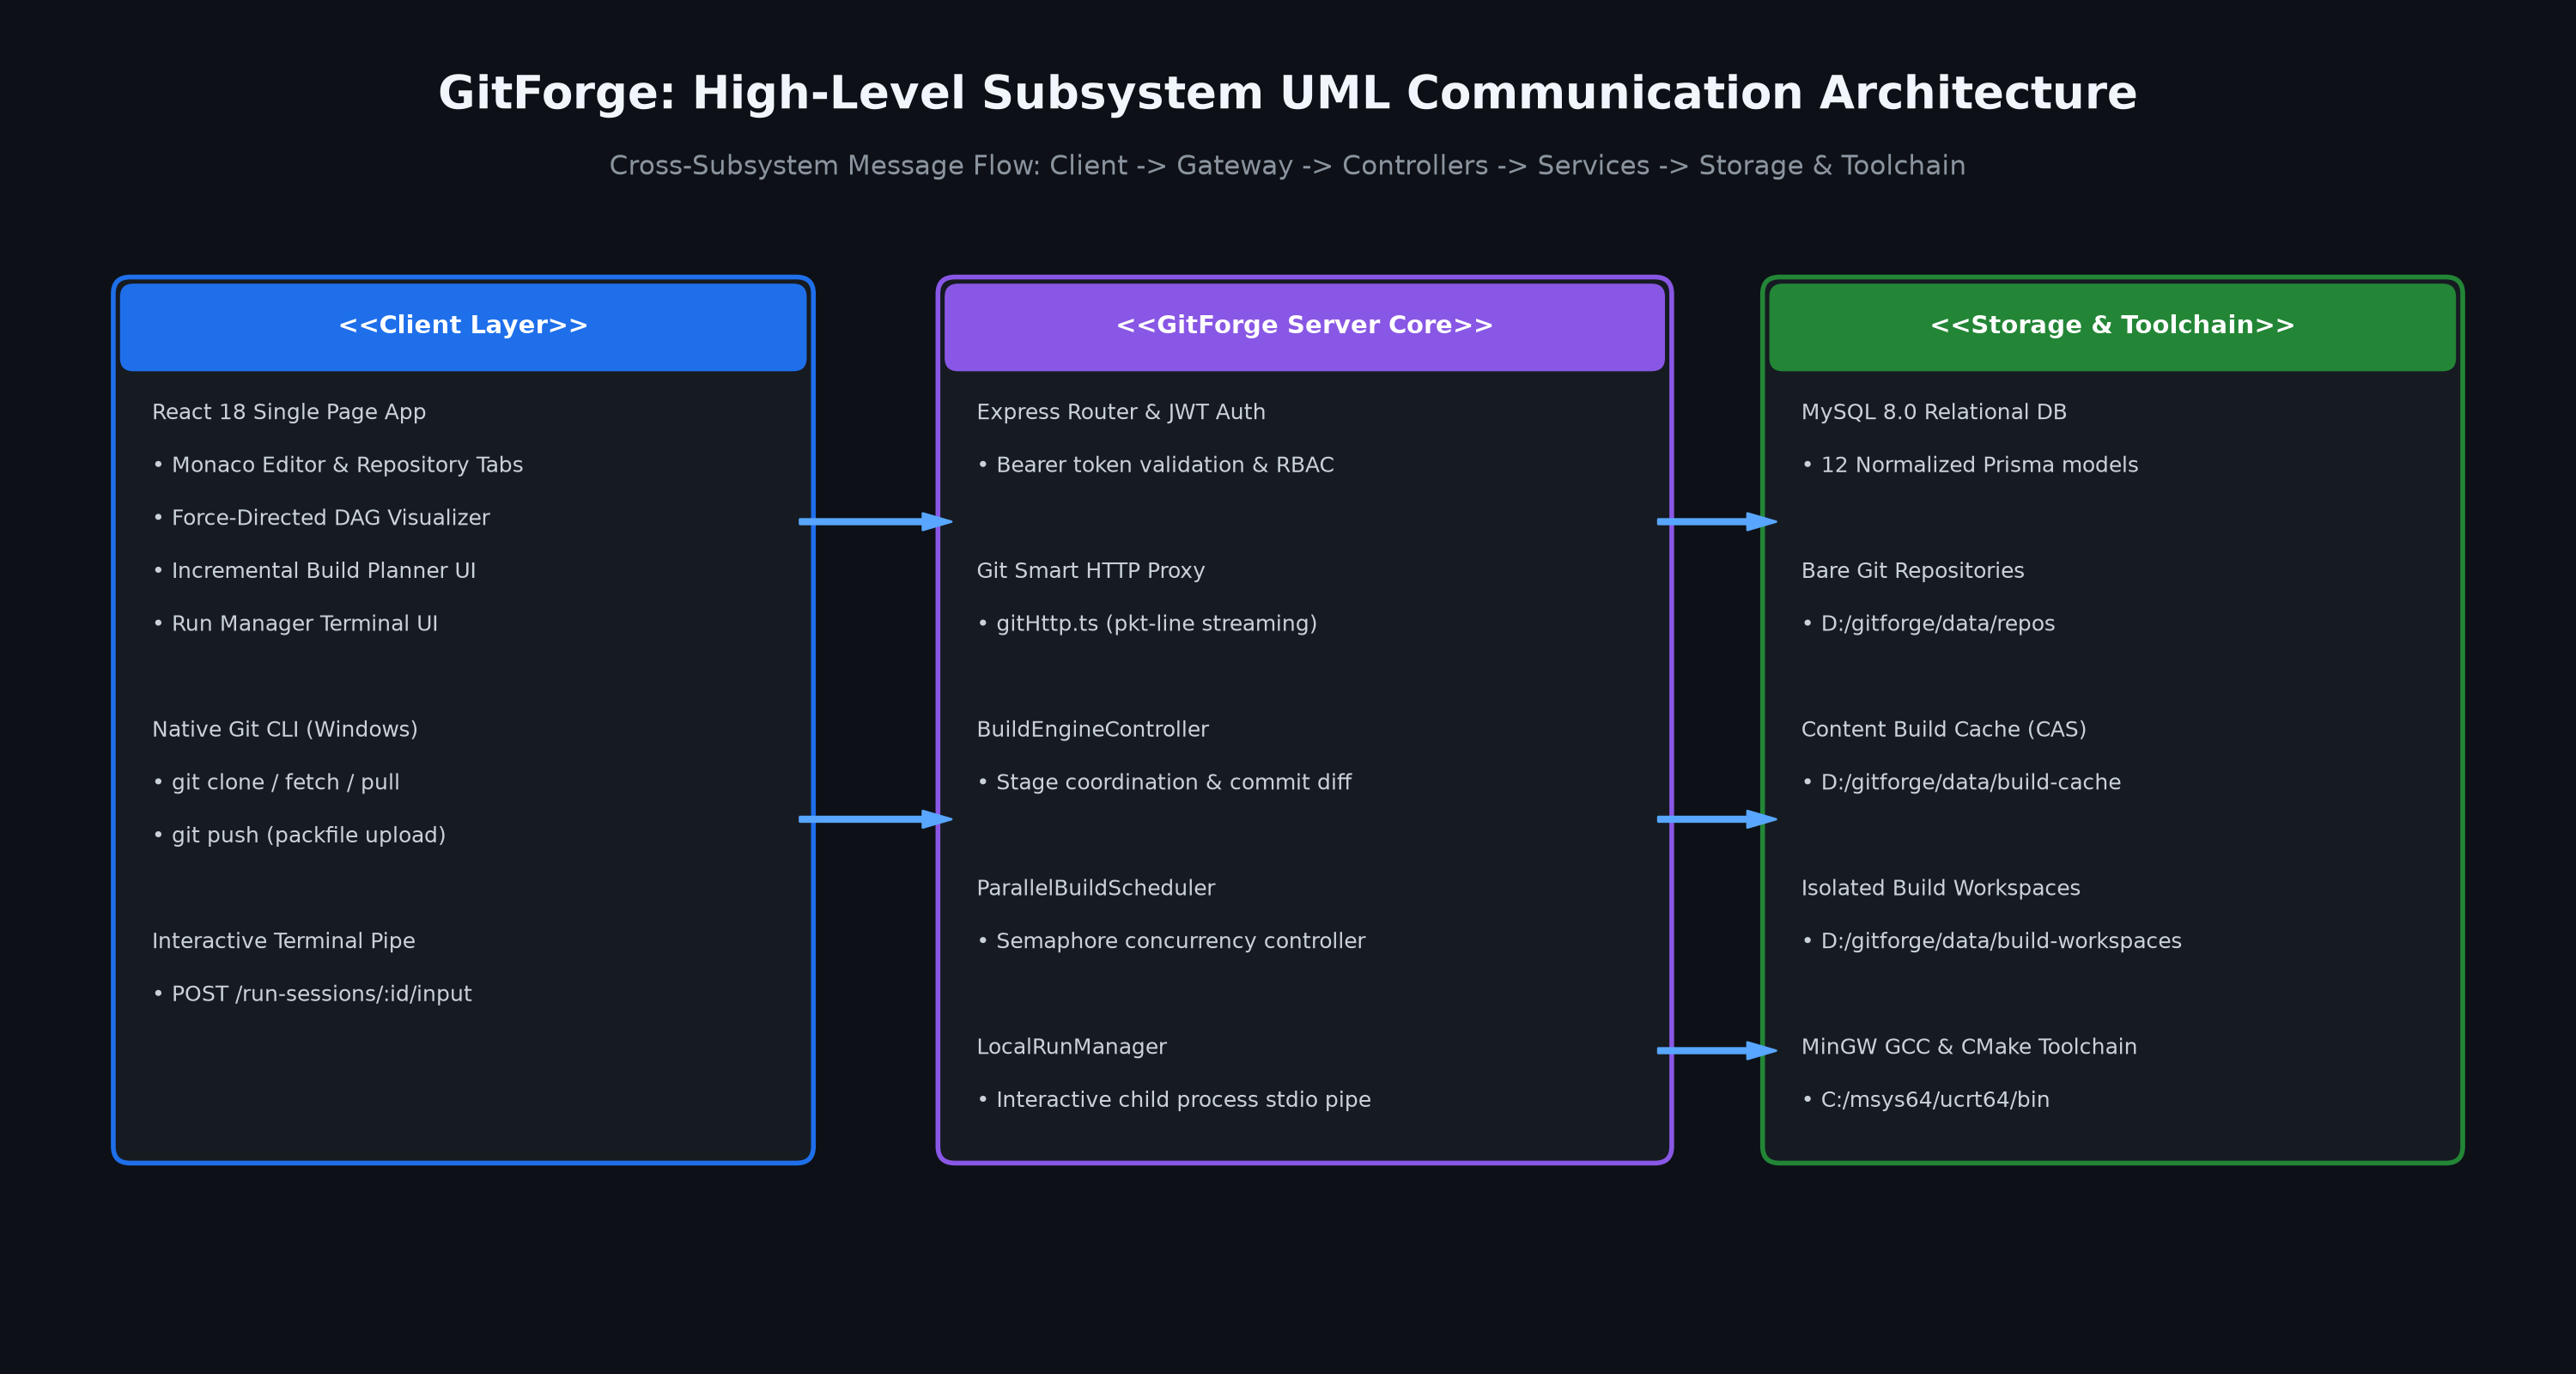 GitForge: High-Level Subsystem UML Communication Architecture
Cross-Subsystem Message Flow: Client -> Gateway -> Controllers -> Services -> Storage & Toolchain
<<Client Layer>>
React 18 Single Page App
• Monaco Editor & Repository Tabs
• Force-Directed DAG Visualizer
• Incremental Build Planner UI
• Run Manager Terminal UI
Native Git CLI (Windows)
• git clone / fetch / pull
• git push (packfile upload)
Interactive Terminal Pipe
• POST /run-sessions/:id/input
<<GitForge Server Core>>
Express Router & JWT Auth
• Bearer token validation & RBAC
Git Smart HTTP Proxy
• gitHttp.ts (pkt-line streaming)
BuildEngineController
• Stage coordination & commit diff
ParallelBuildScheduler
• Semaphore concurrency controller
LocalRunManager
• Interactive child process stdio pipe
<<Storage & Toolchain>>
MySQL 8.0 Relational DB
• 12 Normalized Prisma models
Bare Git Repositories
• D:/gitforge/data/repos
Content Build Cache (CAS)
• D:/gitforge/data/build-cache
Isolated Build Workspaces
• D:/gitforge/data/build-workspaces
MinGW GCC & CMake Toolchain
• C:/msys64/ucrt64/bin